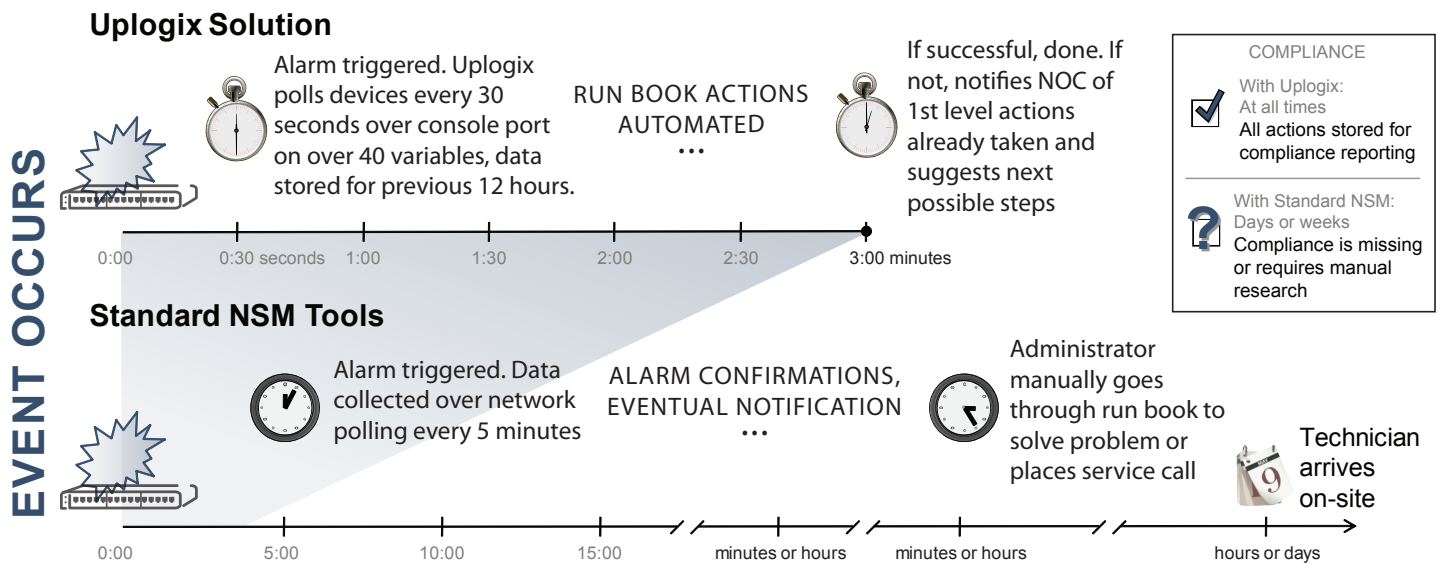 EVENT OCCURS
Uplogix Solution
Alarm triggered. Uplogix
polls devices every 30
seconds over console port
on over 40 variables, data
stored for previous 12 hours.
RUN BOOK ACTIONS
AUTOMATED
...
If successful, done. If
not, notifies NOC of
1st level actions
already taken and
suggests next
possible steps
0:00
0:30 seconds
1:00
1:30
2:00
2:30
3:00 minutes
COMPLIANCE
With Uplogix:
At all times
All actions stored for
compliance reporting
?
With Standard NSM:
Days or weeks
Compliance is missing
or requires manual
research
Standard NSM Tools
Alarm triggered. Data
collected over network
polling every 5 minutes
ALARM CONFIRMATIONS,
EVENTUAL NOTIFICATION
...
Administrator
manually goes
through run book to
solve problem or
places service call
9
Technician
arrives
on-site
0:00
5:00
10:00
15:00
minutes or hours
minutes or hours
hours or days